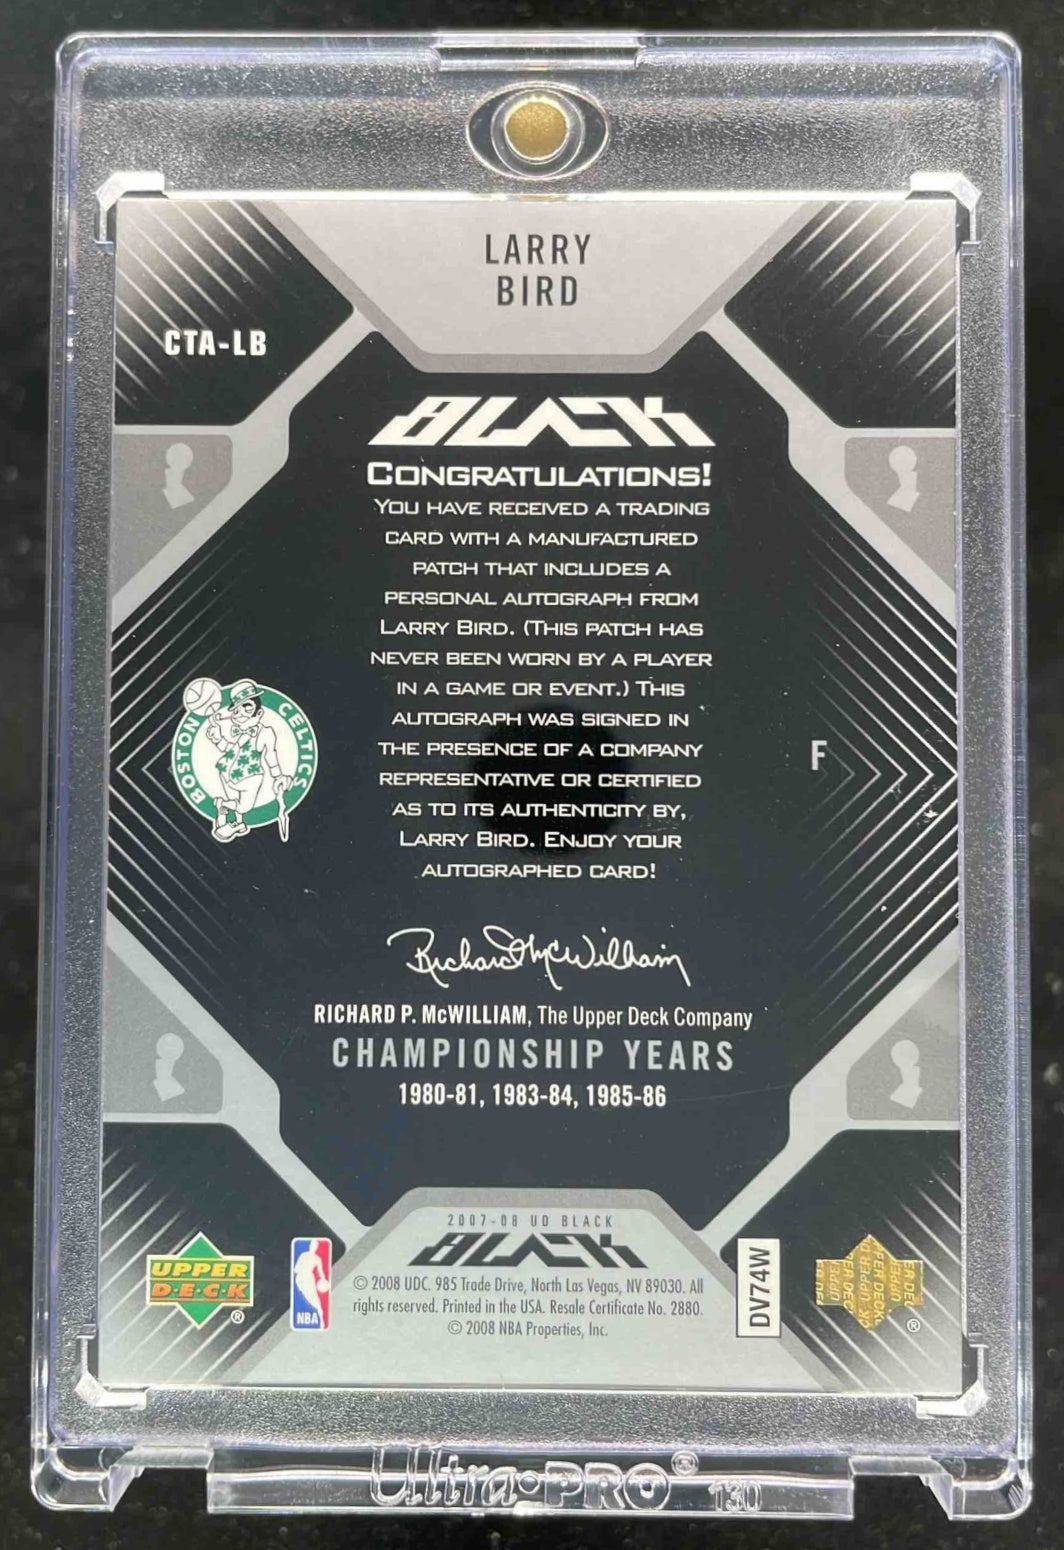 LARRY
BIRD
CTA-LB
BLACK
CONGRATULATIONS!
YOU HAVE RECEIVED A TRADING
CARD WITH A MANUFACTURED
PATCH THAT INCLUDES A
PERSONAL AUTOGRAPH FROM
LARRY BIRD. (THIS PATCH HAS
NEVER BEEN WORN BY A PLAYER
IN A GAME OR EVENT.) THIS
AUTOGRAPH WAS SIGNED IN
THE PRESENCE OF A COMPANY
REPRESENTATIVE OR CERTIFIED
AS TO ITS AUTHENTICITY BY,
LARRY BIRD. ENJOY YOUR
AUTOGRAPHED CARD!
BOSTON CELTICS
F
Richard McWilliam
RICHARD P. McWILLIAM, The Upper Deck Company
CHAMPIONSHIP YEARS
1980-81, 1983-84, 1985-86
2007-08 UD BLACK
BLACK
UPPER
D·E·C·K
®
NBA
© 2008 UDC. 985 Trade Drive, North Las Vegas, NV 89030. All
rights reserved. Printed in the USA. Resale Certificate No. 2880.
© 2008 NBA Properties, Inc.
DV74W
®
Ultra·PRO® 130